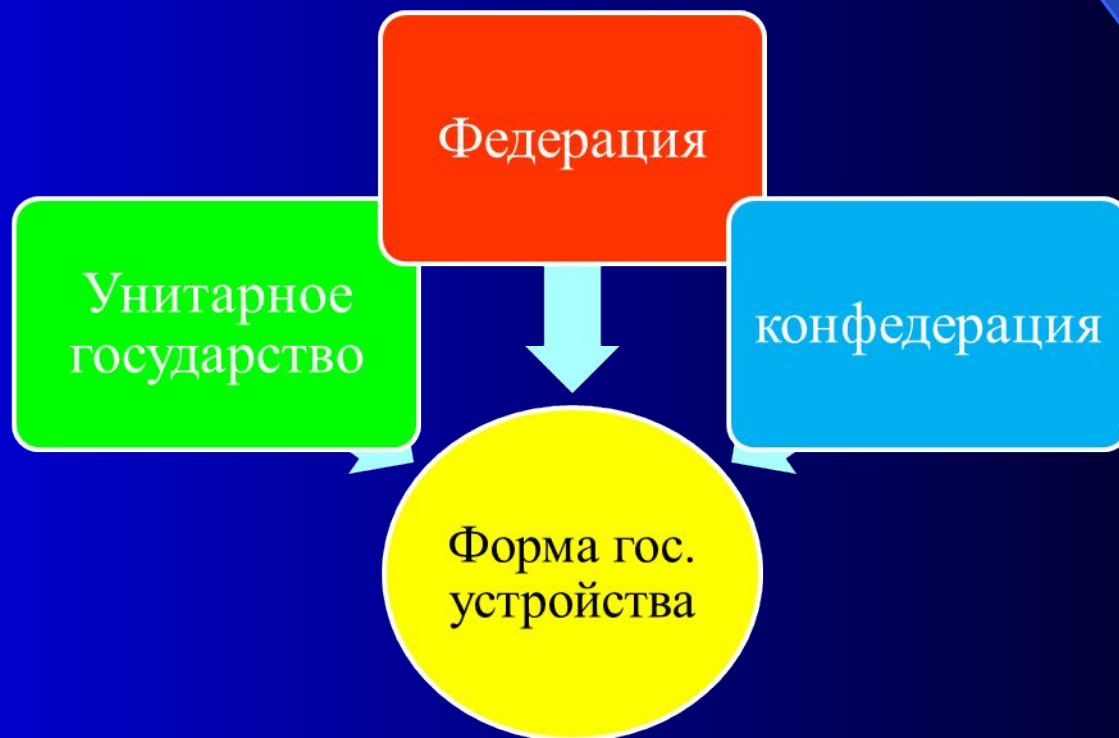 Федерация
Унитарное
государство
конфедерация
Форма гос.
устройства